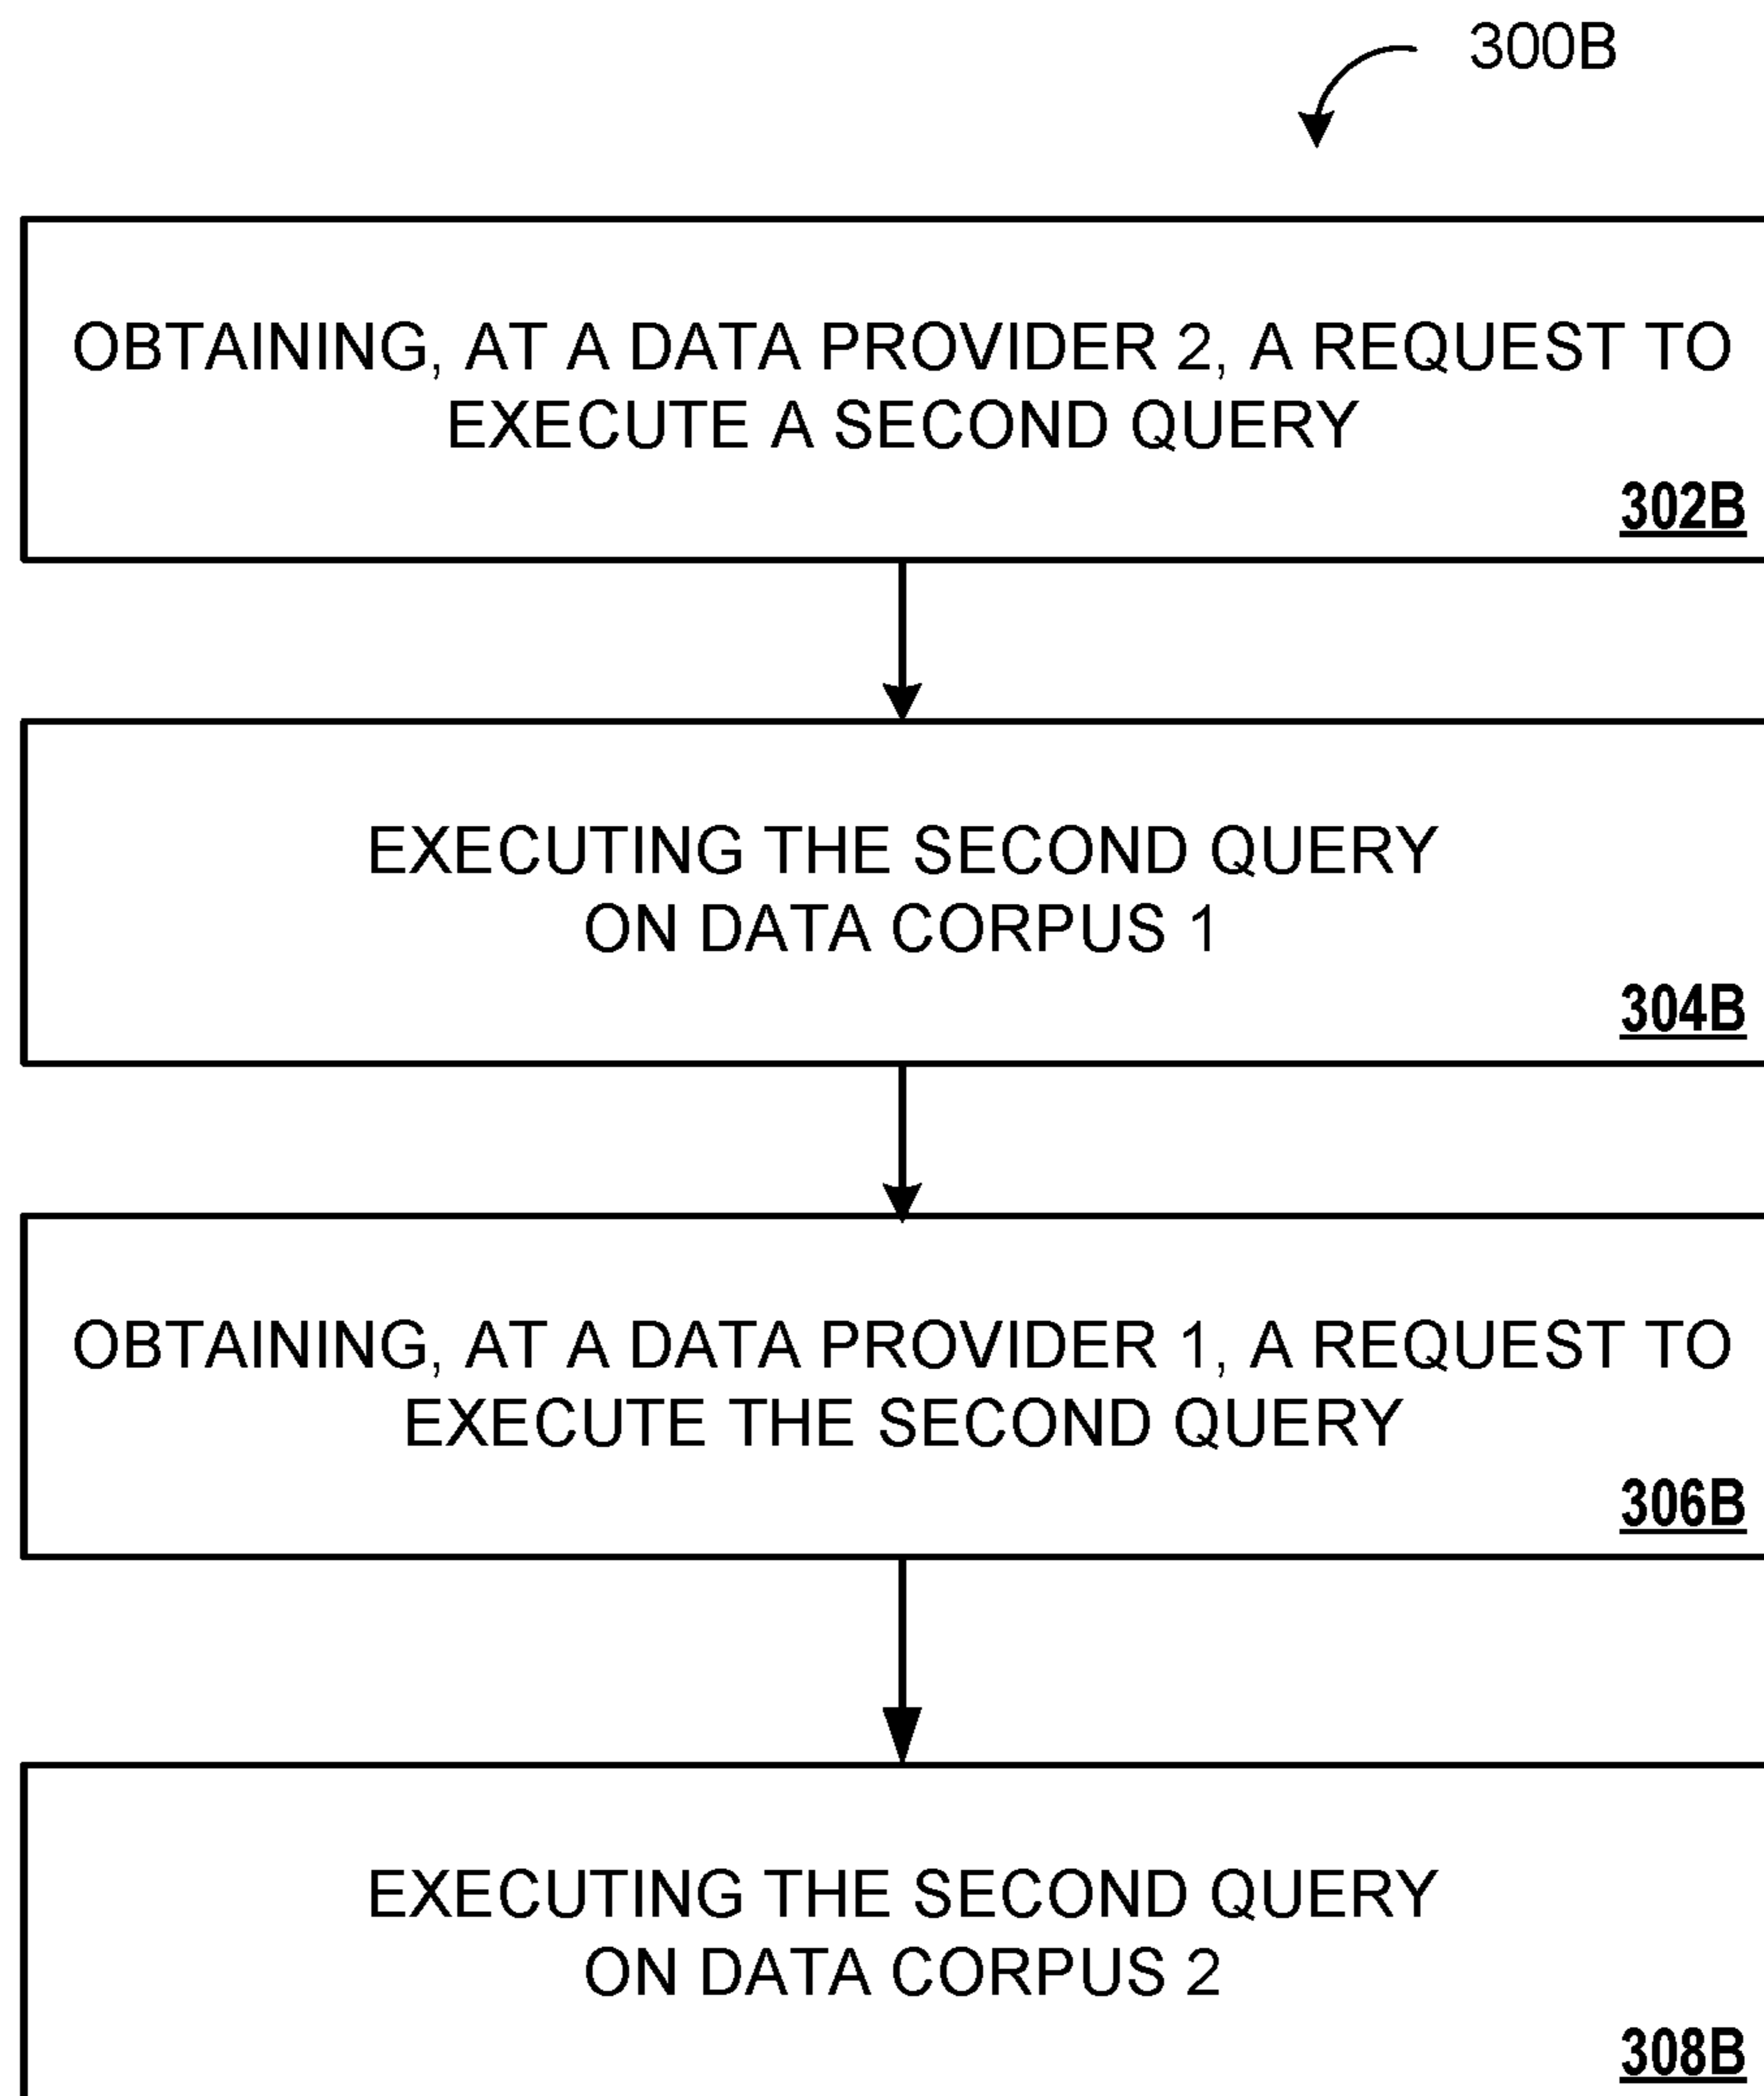 300B
OBTAINING, AT A DATA PROVIDER 2, A REQUEST TO
EXECUTE A SECOND QUERY
302B
EXECUTING THE SECOND QUERY
ON DATA CORPUS 1
304B
OBTAINING, AT A DATA PROVIDER 1, A REQUEST TO
EXECUTE THE SECOND QUERY
306B
EXECUTING THE SECOND QUERY
ON DATA CORPUS 2
308B